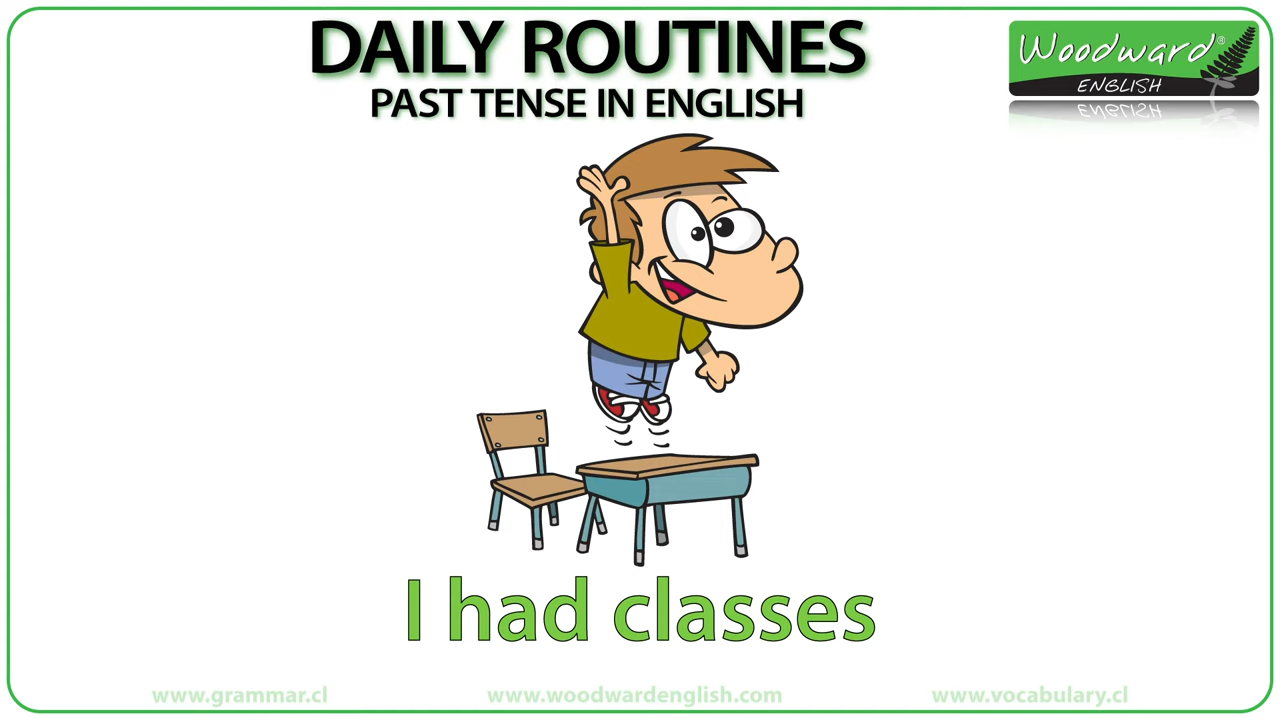 DAILY ROUTINES
PAST TENSE IN ENGLISH
Woodward®
ENGLISH
I had classes
www.grammar.cl
www.woodwardenglish.com
www.vocabulary.cl